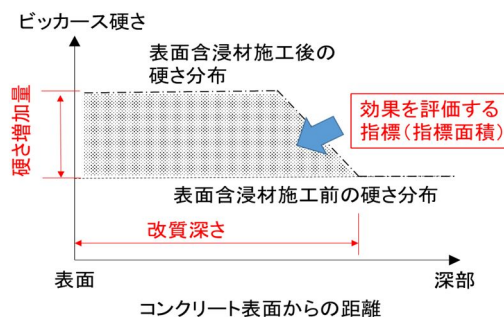 ビッカース硬さ
表面含浸材施工後の
硬さ分布
硬さ増加量
効果を評価する
指標(指標面積)
表面含浸材施工前の硬さ分布
改質深さ
表面
深部
コンクリート表面からの距離